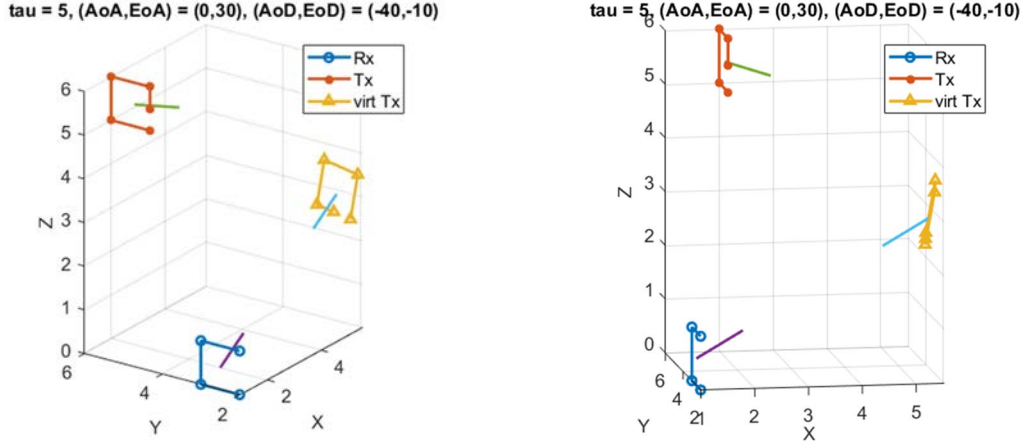 tau = 5, (AoA,EoA) = (0,30), (AoD,EoD) = (-40,-10)
Rx
Tx
virt Tx
6
5
4
3
2
1
0
Z
6
4
2
Y
2
4
X
tau = 5, (AoA,EoA) = (0,30), (AoD,EoD) = (-40,-10)
Rx
Tx
virt Tx
6
5
4
3
2
1
0
Z
6
4
2
Y
1
2
3
4
5
X